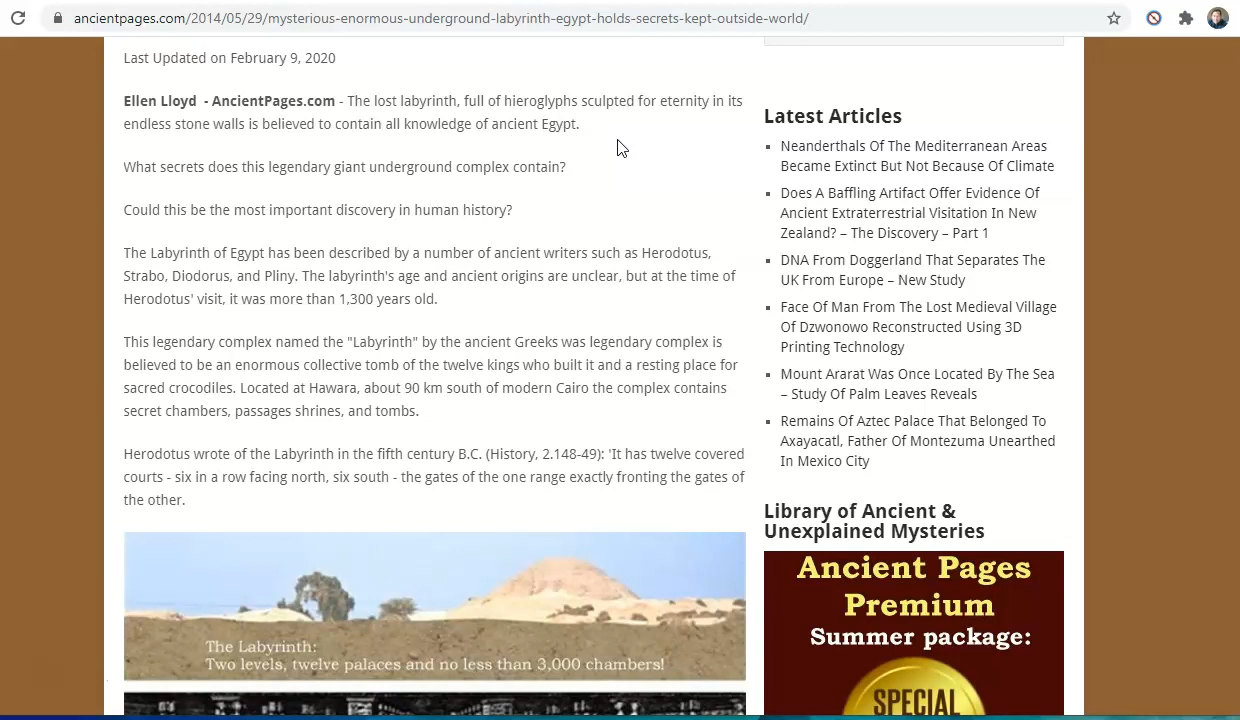 ancientpages.com/2014/05/29/mysterious-enormous-underground-labyrinth-egypt-holds-secrets-kept-outside-world/
Last Updated on February 9, 2020
Ellen Lloyd - AncientPages.com - The lost labyrinth, full of hieroglyphs sculpted for eternity in its
endless stone walls is believed to contain all knowledge of ancient Egypt.
What secrets does this legendary giant underground complex contain?
Could this be the most important discovery in human history?
The Labyrinth of Egypt has been described by a number of ancient writers such as Herodotus,
Strabo, Diodorus, and Pliny. The labyrinth's age and ancient origins are unclear, but at the time of
Herodotus' visit, it was more than 1,300 years old.
This legendary complex named the "Labyrinth" by the ancient Greeks was legendary complex is
believed to be an enormous collective tomb of the twelve kings who built it and a resting place for
sacred crocodiles. Located at Hawara, about 90 km south of modern Cairo the complex contains
secret chambers, passages shrines, and tombs.
Herodotus wrote of the Labyrinth in the fifth century B.C. (History, 2.148-49): 'It has twelve covered
courts - six in a row facing north, six south - the gates of the one range exactly fronting the gates of
the other.
The Labyrinth:
Two levels, twelve palaces and no less than 3,000 chambers!
Latest Articles
Neanderthals Of The Mediterranean Areas
Became Extinct But Not Because Of Climate
Does A Baffling Artifact Offer Evidence Of
Ancient Extraterrestrial Visitation In New
Zealand? – The Discovery – Part 1
DNA From Doggerland That Separates The
UK From Europe – New Study
Face Of Man From The Lost Medieval Village
Of Dzwonowo Reconstructed Using 3D
Printing Technology
Mount Ararat Was Once Located By The Sea
– Study Of Palm Leaves Reveals
Remains Of Aztec Palace That Belonged To
Axayacatl, Father Of Montezuma Unearthed
In Mexico City
Library of Ancient &
Unexplained Mysteries
Ancient Pages
Premium
Summer package:
SPECIAL